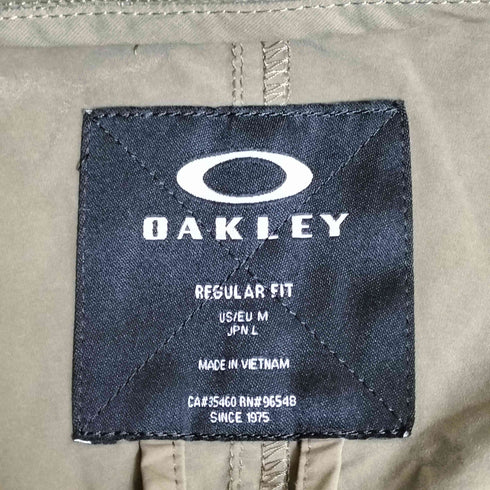 OAKLEY
REGULAR FIT
US/EU M
JPN L
MADE IN VIETNAM
CA#35460 RN#96548
SINCE 1975